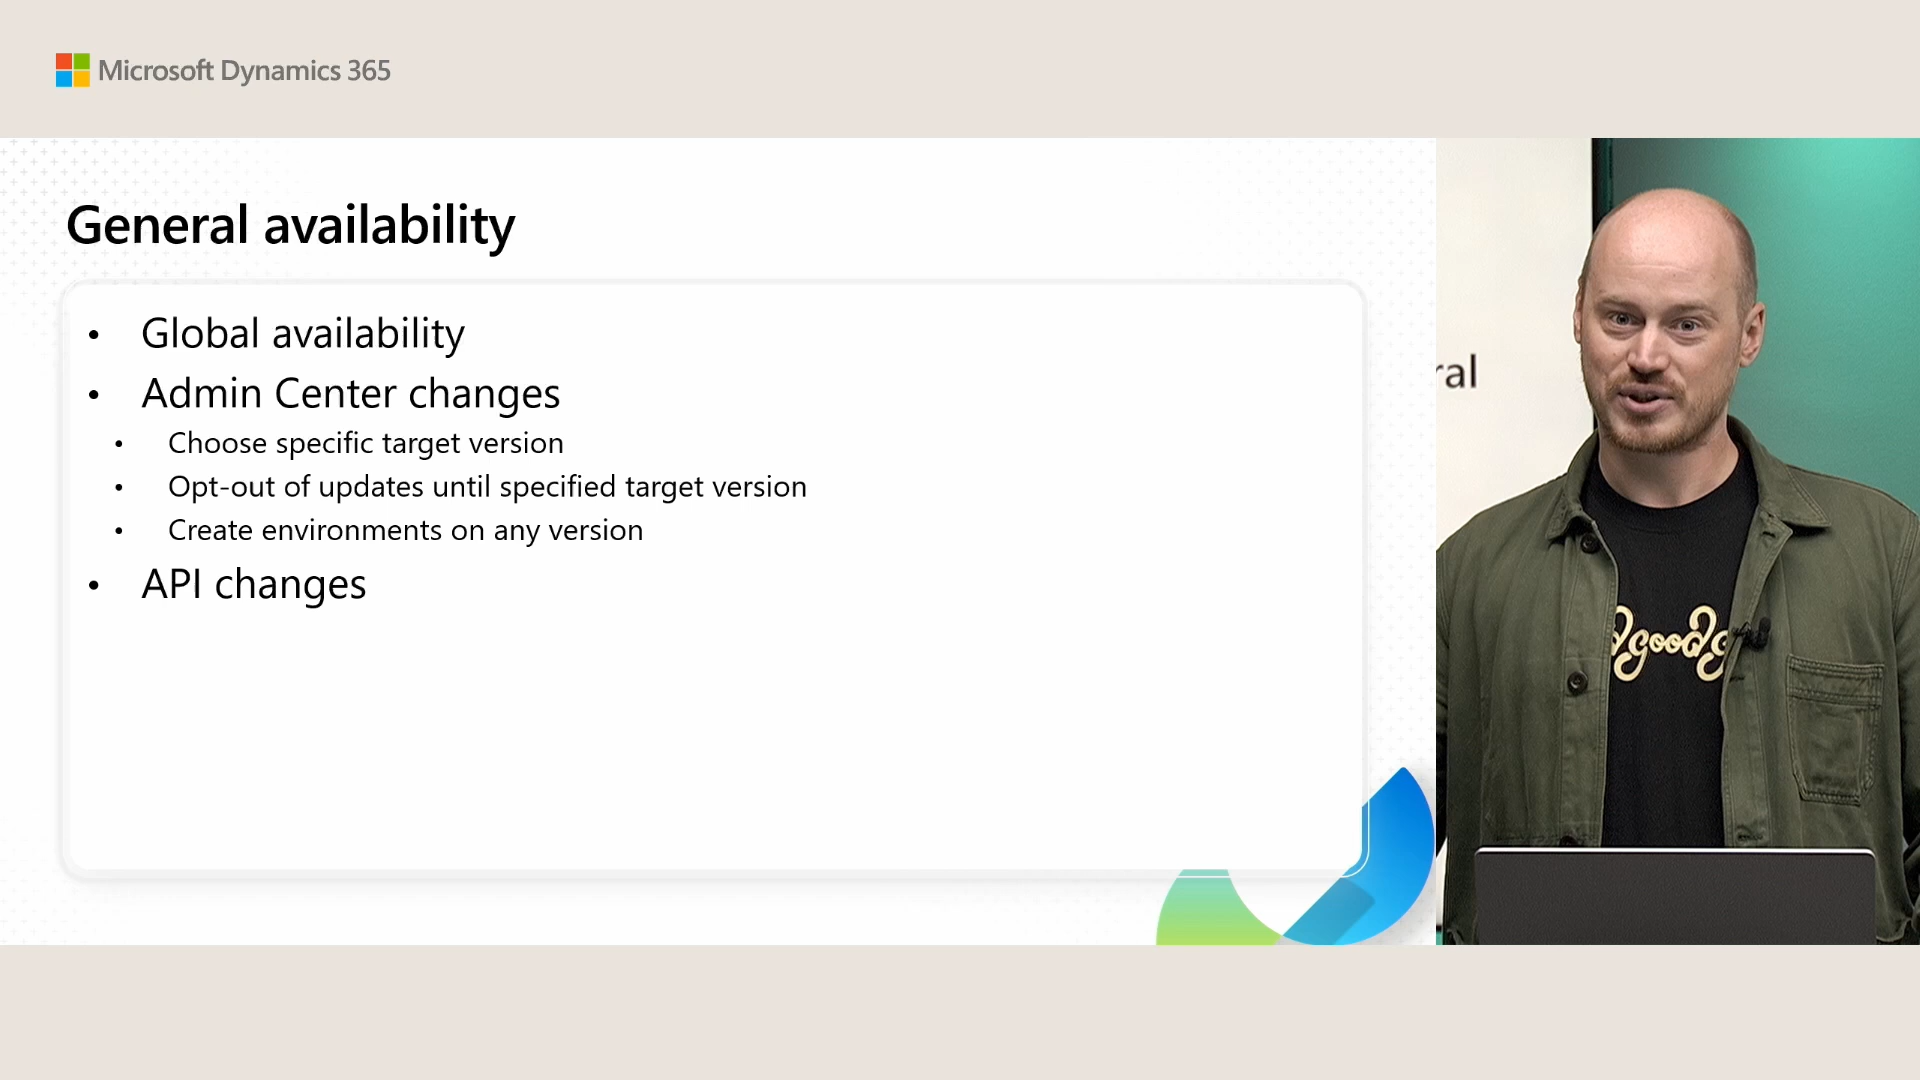 Microsoft Dynamics 365
General availability
• Global availability
• Admin Center changes
• Choose specific target version
• Opt-out of updates until specified target version
• Create environments on any version
• API changes
ral
good